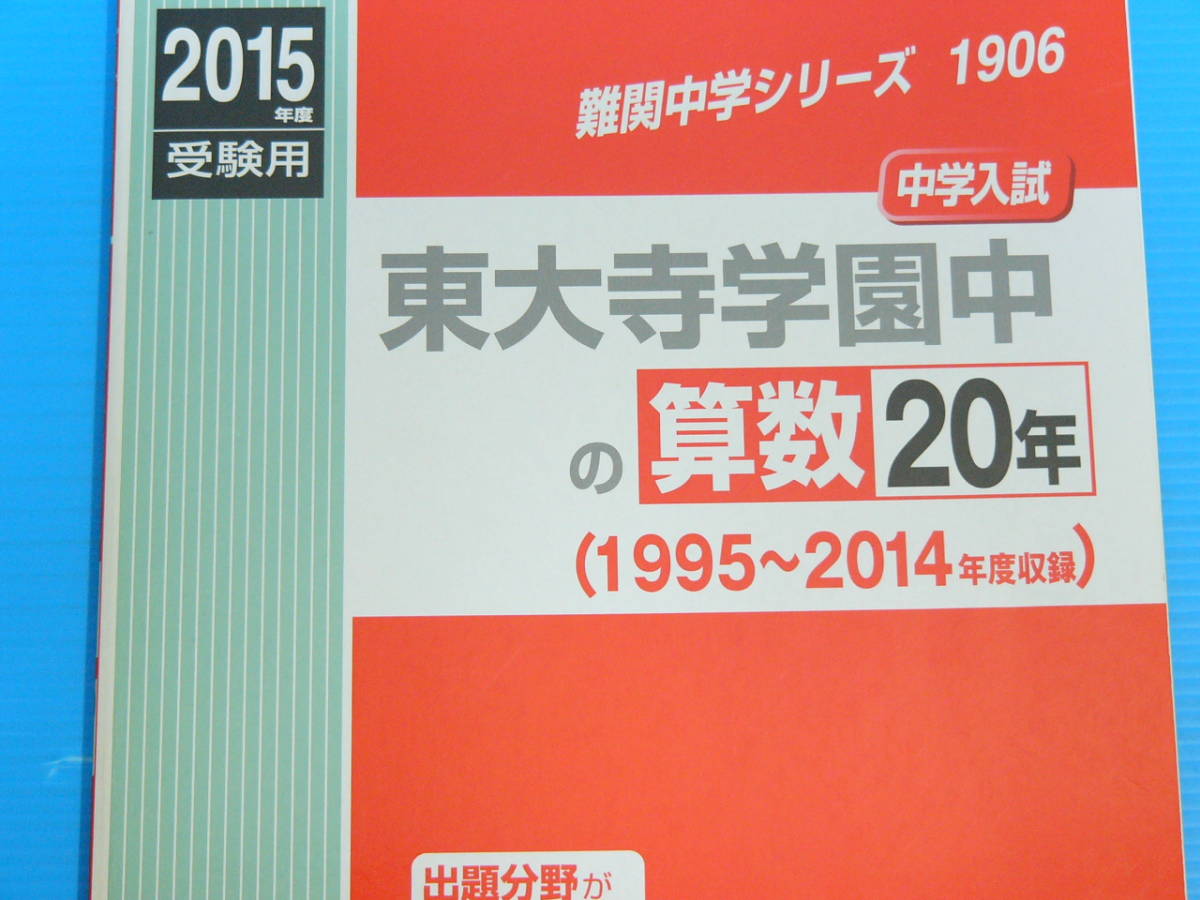 2015
年度
受験用
難関中学シリーズ 1906
中学入試
東大寺学園中
の算数20年
(1995〜2014年度収録)
出題分野が